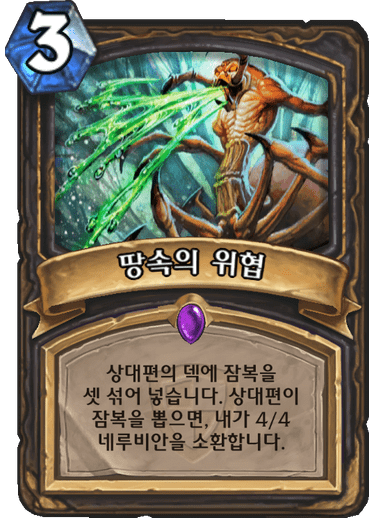 3
땅속의 위협
상대편의 덱에 잠복을
셋 섞어 넣습니다. 상대편이
잠복을 뽑으면, 내가 4/4
네루비안을 소환합니다.